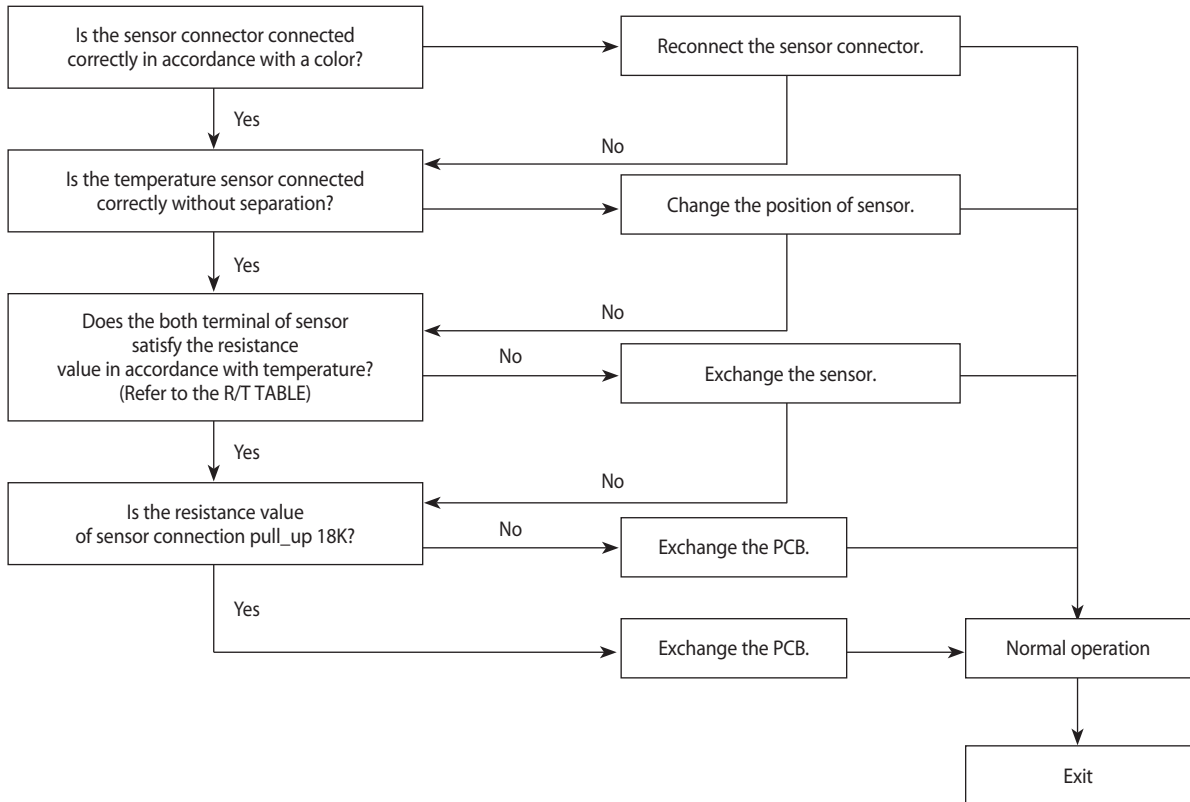 Is the sensor connector connected
correctly in accordance with a color?
Reconnect the sensor connector.
Yes
No
Is the temperature sensor connected
correctly without separation?
Change the position of sensor.
Yes
No
Does the both terminal of sensor
satisfy the resistance
value in accordance with temperature?
(Refer to the R/T TABLE)
No
Exchange the sensor.
Yes
No
Is the resistance value
of sensor connection pull_up 18K?
No
Exchange the PCB.
Yes
Exchange the PCB.
Normal operation
Exit